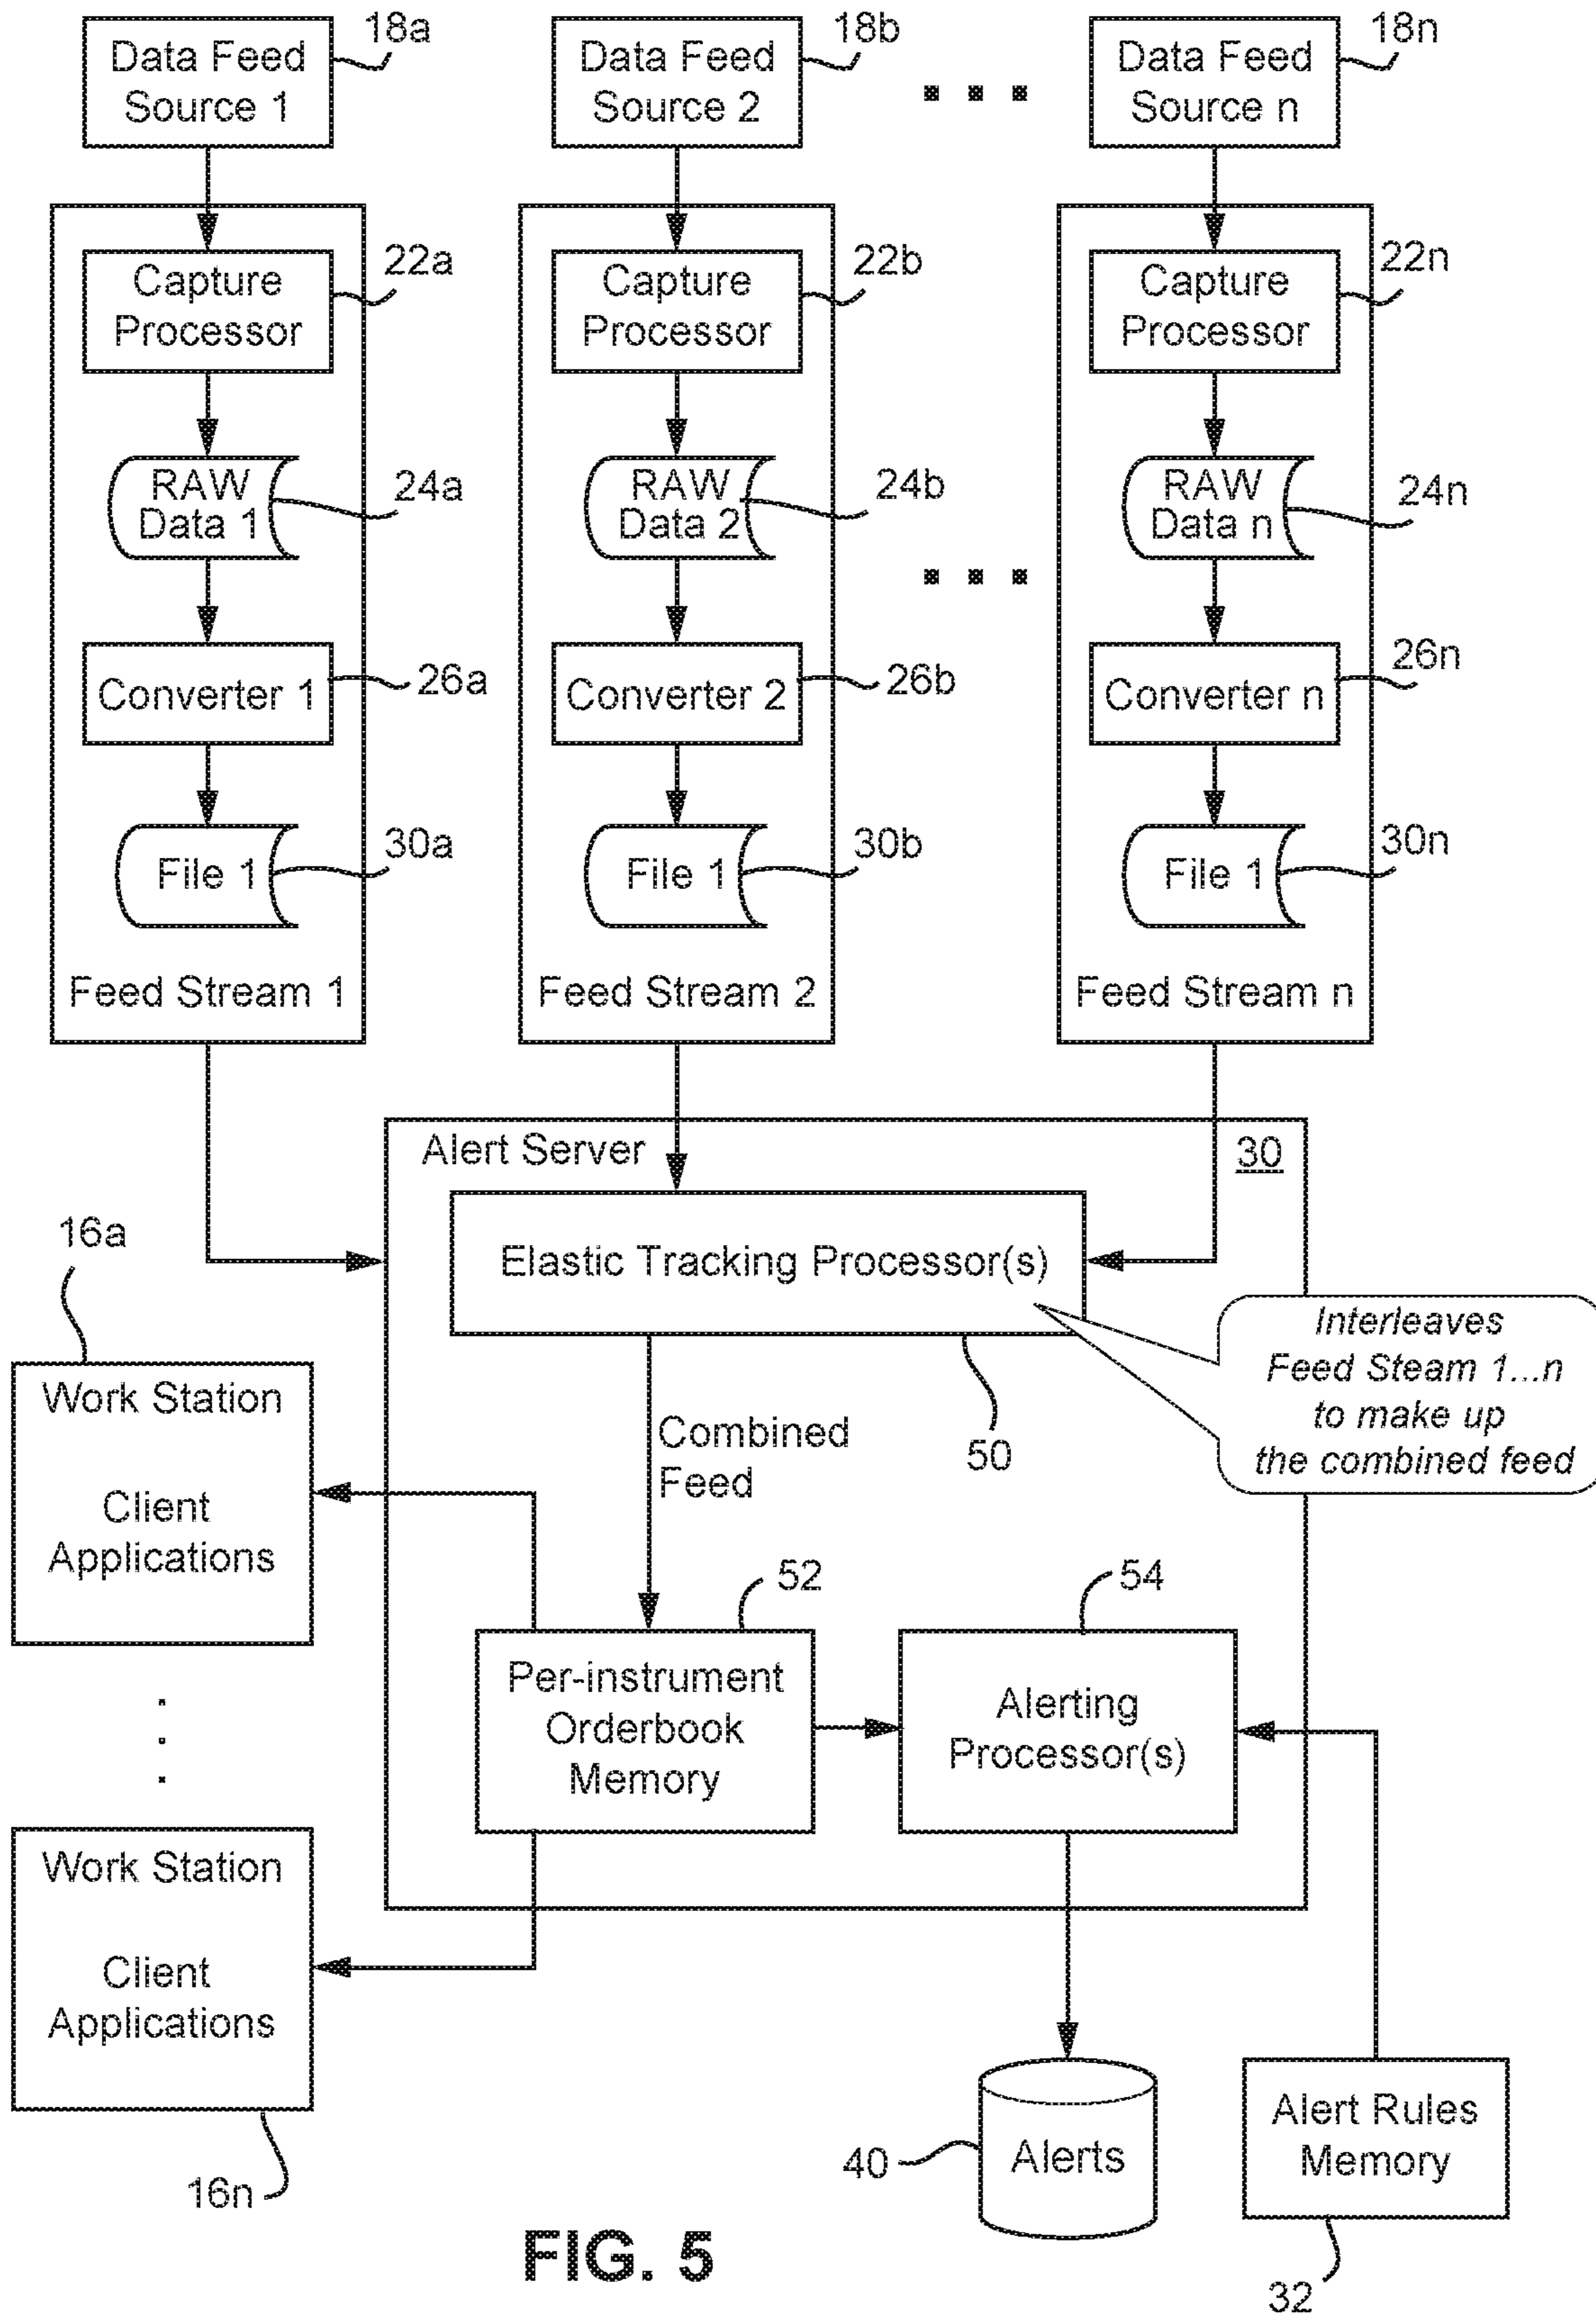 18a
18b
18n
Data Feed
Source 1
Data Feed
Source 2
Data Feed
Source n
22a
22b
22n
Capture
Processor
Capture
Processor
Capture
Processor
RAW
Data 1
24a
RAW
Data 2
24b
RAW
Data n
24n
Converter 1
26a
Converter 2
26b
Converter n
26n
File 1
30a
File 1
30b
File 1
30n
Feed Stream 1
Feed Stream 2
Feed Stream n
Alert Server
30
Elastic Tracking Processor(s)
16a
Interleaves
Feed Steam 1...n
to make up
the combined feed
50
Work Station
Client
Applications
Combined
Feed
52
54
Per-instrument
Orderbook
Memory
Alerting
Processor(s)
Work Station
Client
Applications
16n
40
Alerts
Alert Rules
Memory
32
FIG. 5